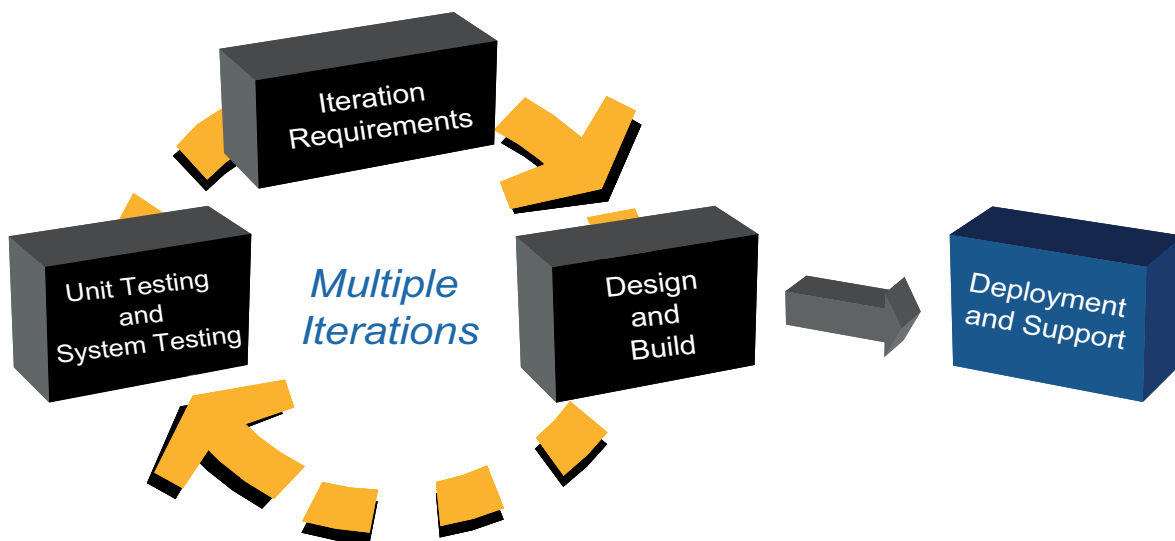 Iteration
Requirements
Unit Testing
and
System Testing
Multiple
Iterations
Design
and
Build
Deployment
and Support